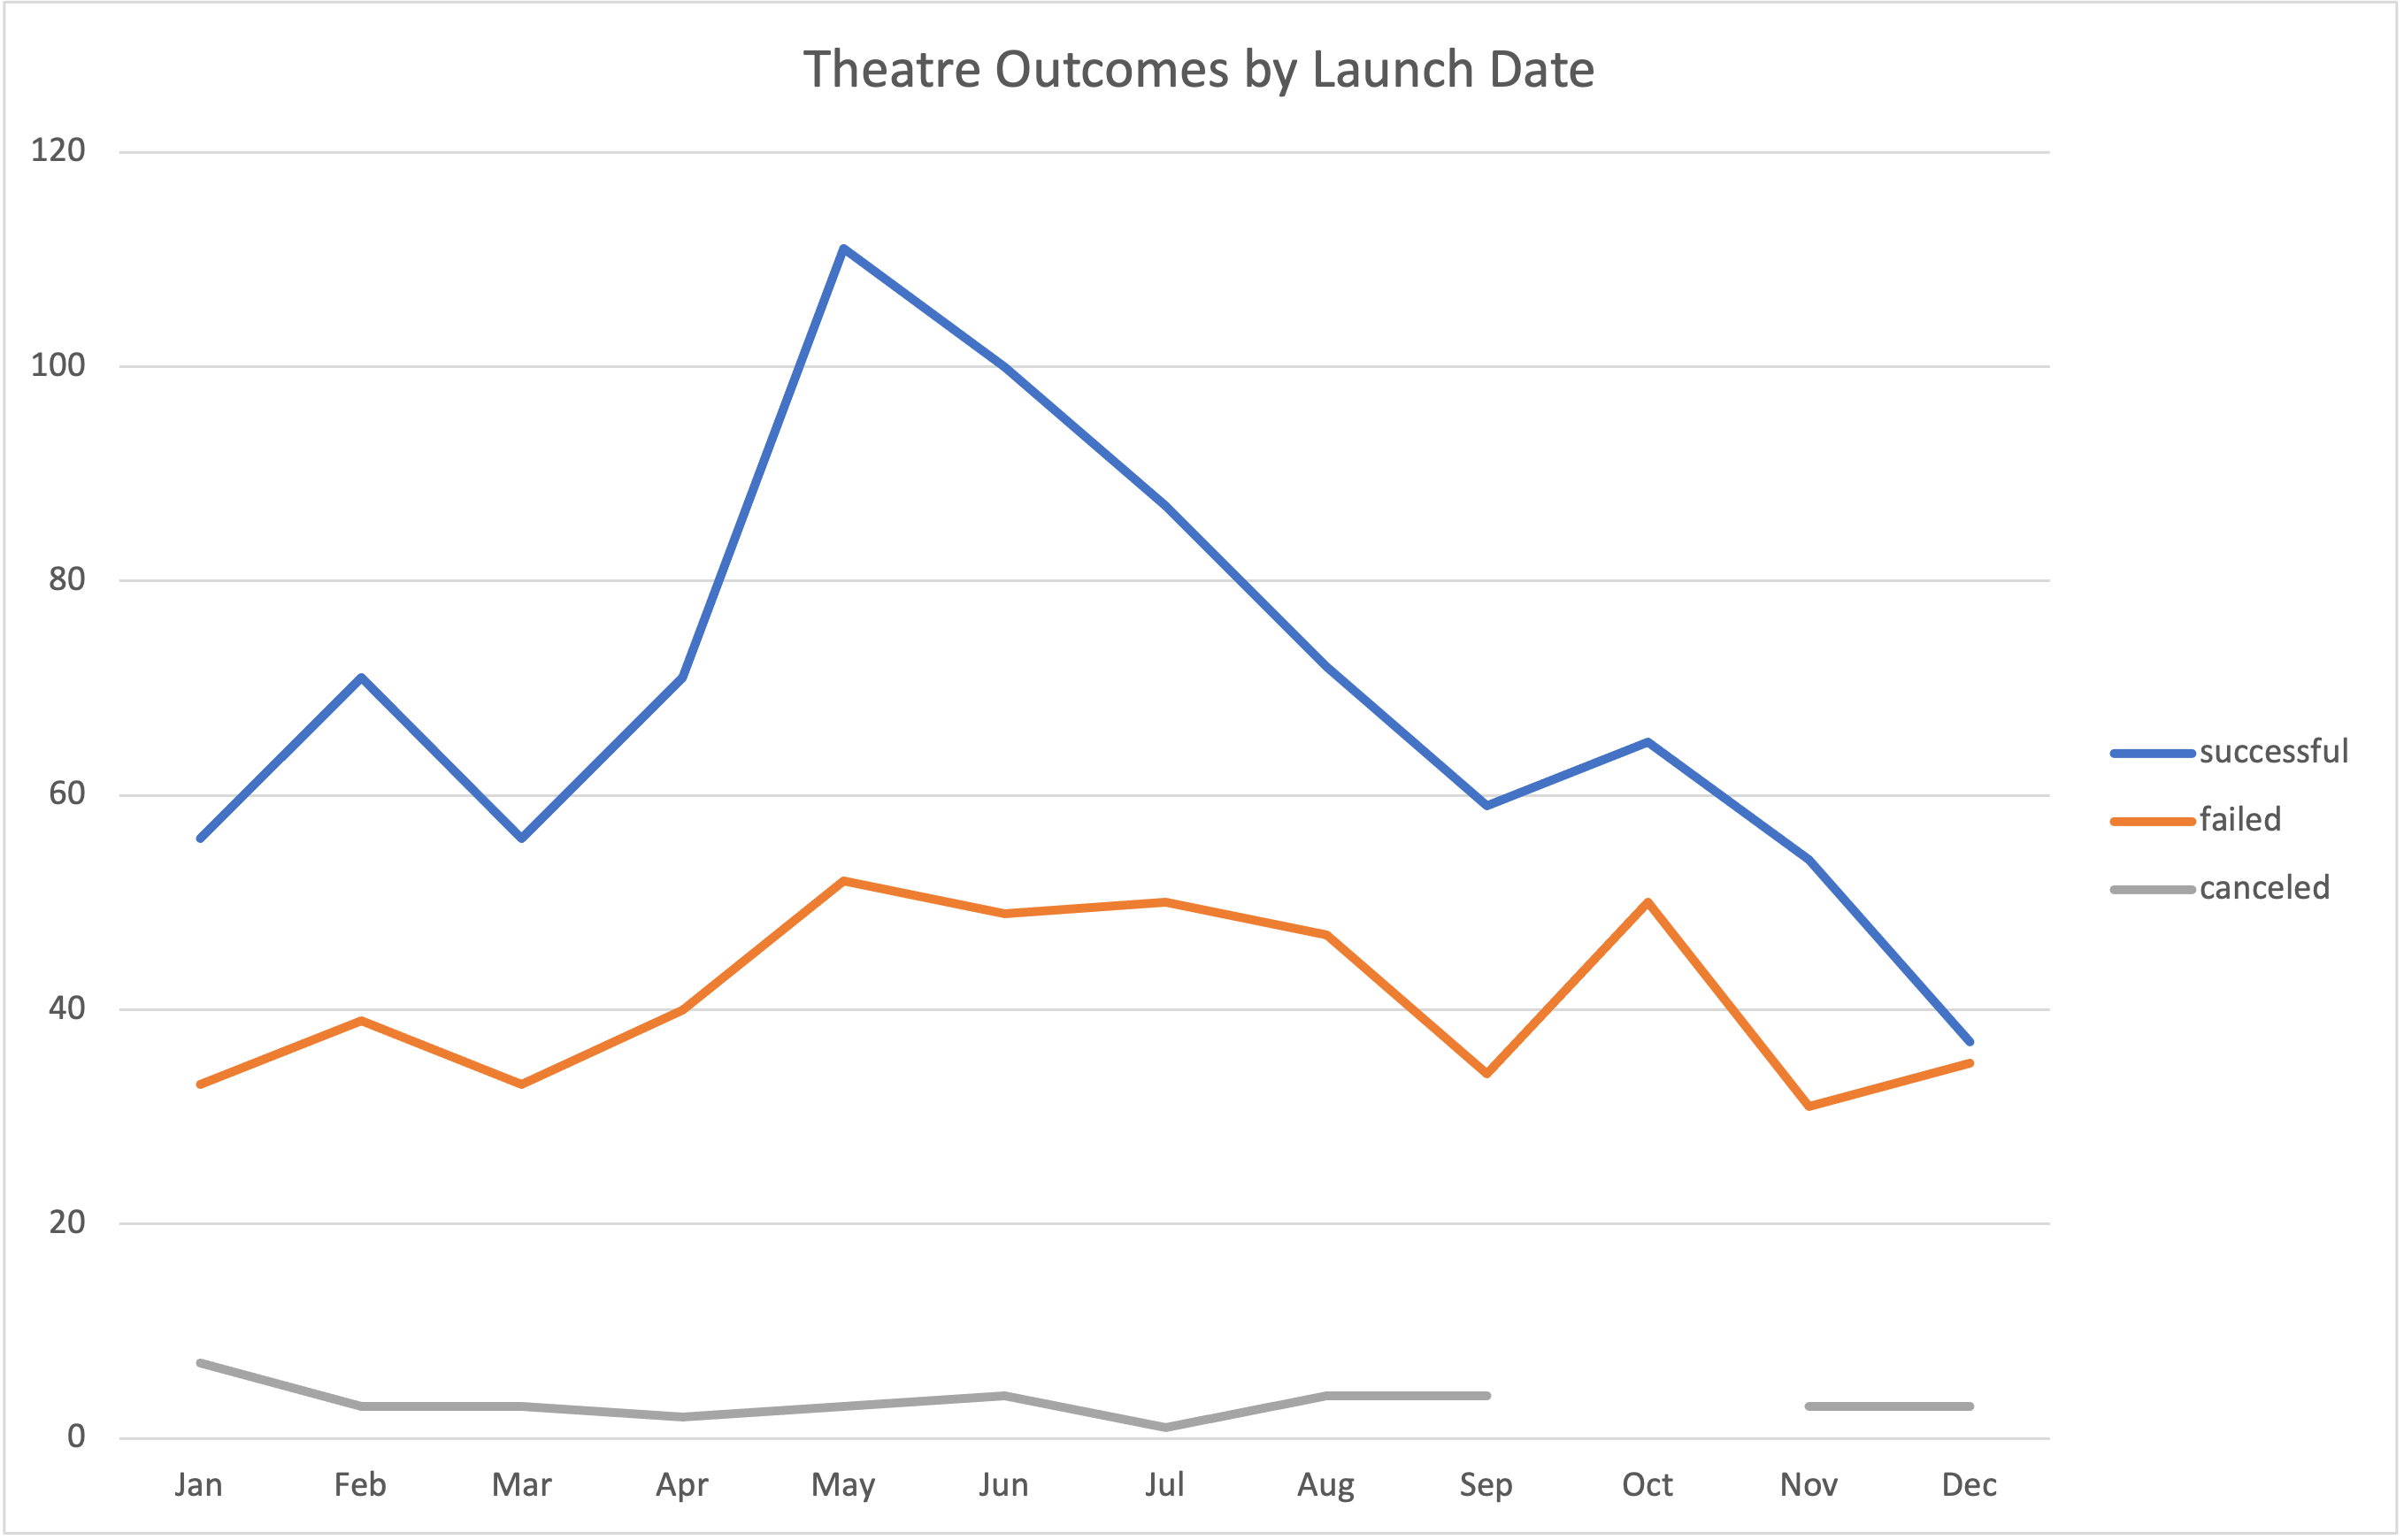 Theatre Outcomes by Launch Date
120
100
80
60
40
20
0
Jan Feb Mar Apr May Jun Jul Aug Sep Oct Nov Dec
successful
failed
canceled